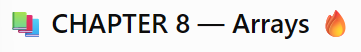 📚 CHAPTER 8 — Arrays 🔥